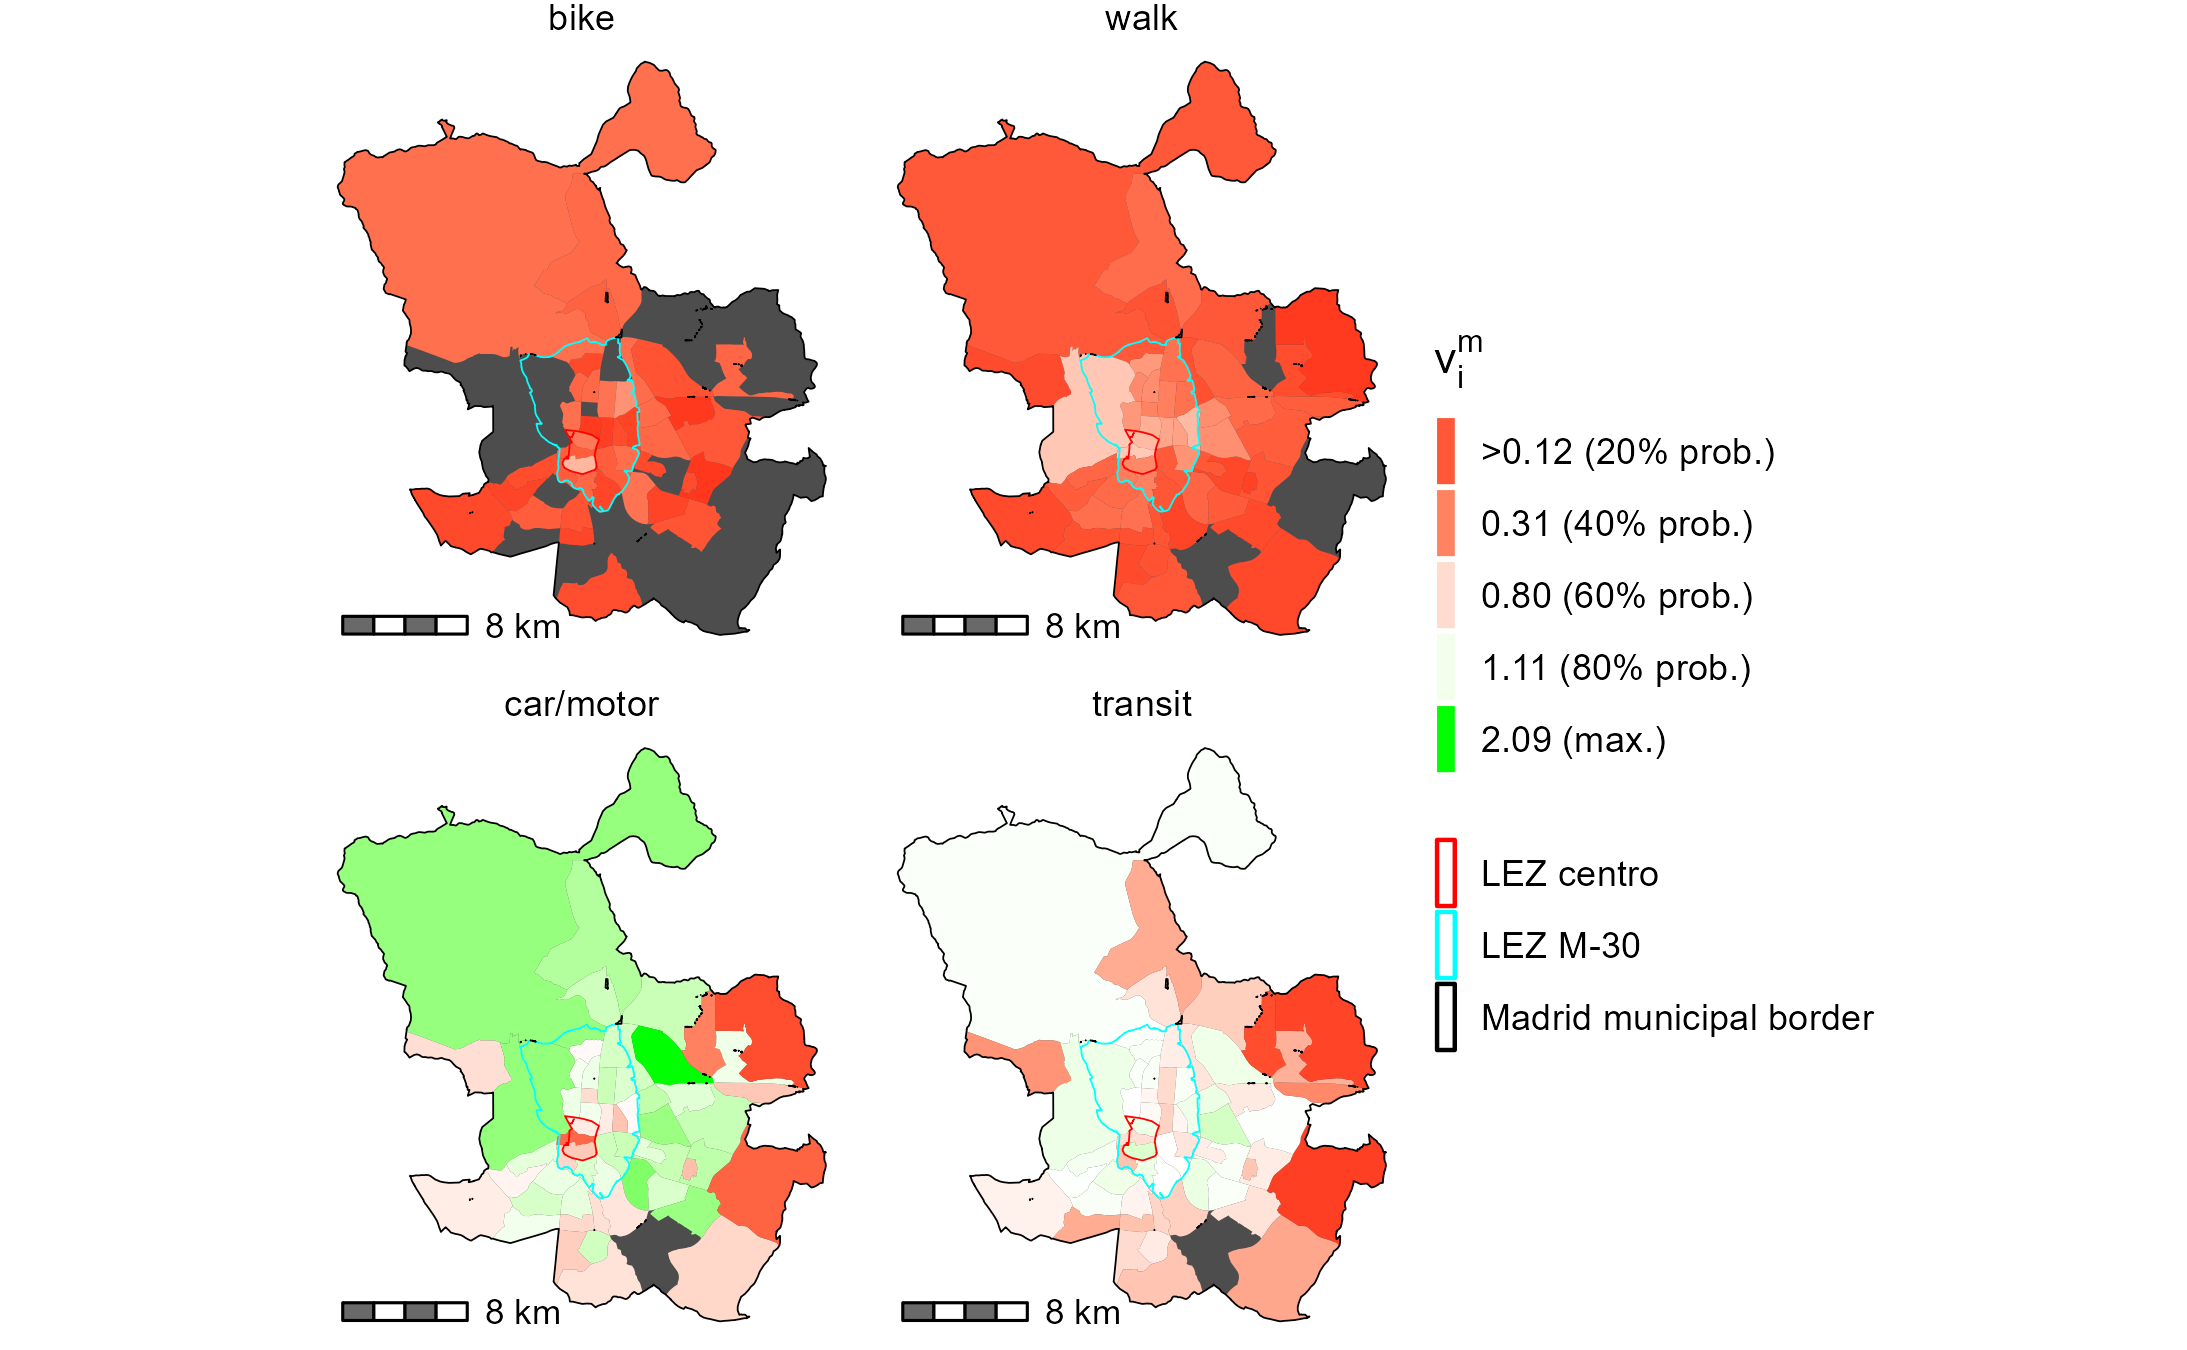 bike
walk
8 km
8 km
car/motor
transit
8 km
8 km
v_i^m
>0.12 (20% prob.)
0.31 (40% prob.)
0.80 (60% prob.)
1.11 (80% prob.)
2.09 (max.)
LEZ centro
LEZ M-30
Madrid municipal border